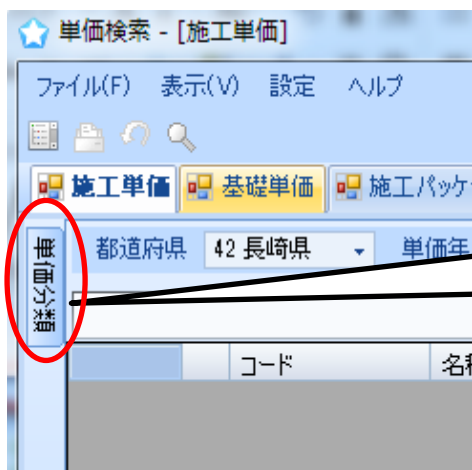 単価検索 - [施工単価]
ファイル(F) 表示(V) 設定 ヘルプ
施工単価 基礎単価 施工パッケ
単価分類
都道府県 42 長崎県 単価年
コード 名称